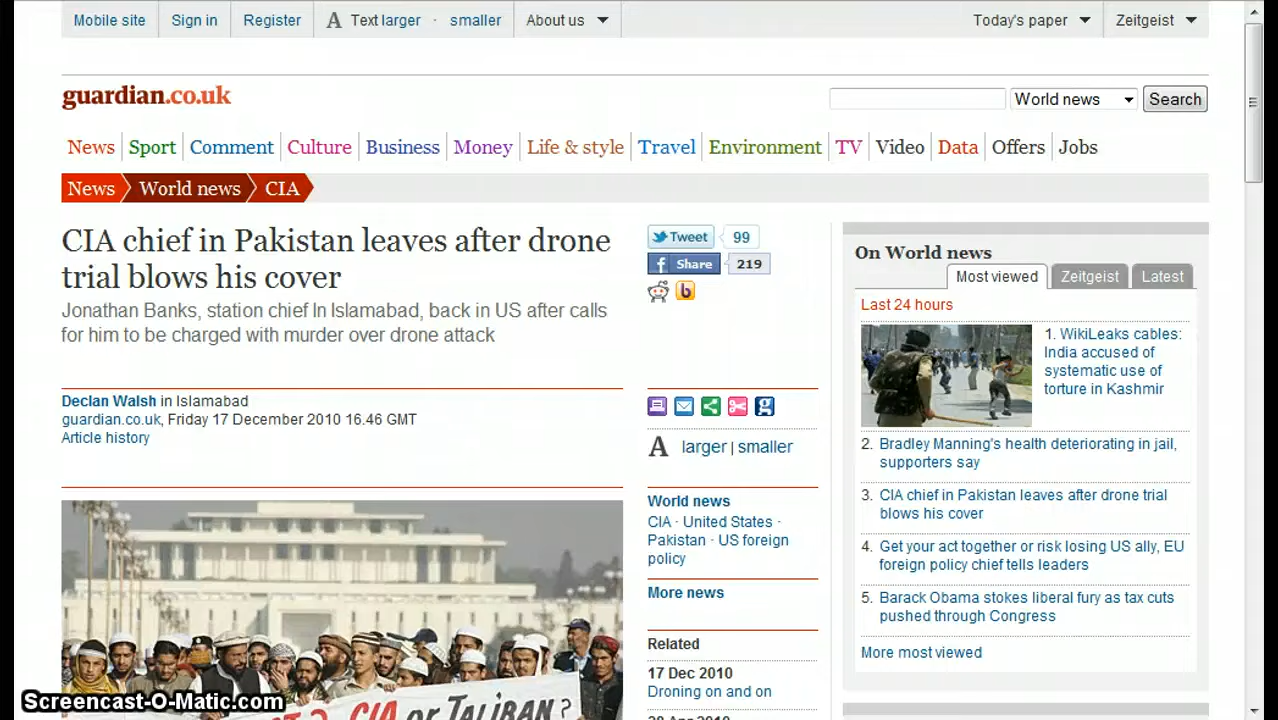 Mobile site
Sign in
Register
A Text larger · smaller
About us
Today's paper
Zeitgeist
guardian.co.uk
World news
Search
News
Sport
Comment
Culture
Business
Money
Life & style
Travel
Environment
TV
Video
Data
Offers
Jobs
News
World news
CIA
CIA chief in Pakistan leaves after drone
trial blows his cover
Jonathan Banks, station chief In Islamabad, back in US after calls
for him to be charged with murder over drone attack
Declan Walsh in Islamabad
guardian.co.uk, Friday 17 December 2010 16.46 GMT
Article history
CIA or TALIBAN?
Screencast-O-Matic.com
Tweet 99
f Share 219
b
g
A larger | smaller
World news
CIA · United States ·
Pakistan · US foreign
policy
More news
Related
17 Dec 2010
Droning on and on
On World news
Most viewed
Zeitgeist
Latest
Last 24 hours
1. WikiLeaks cables:
India accused of
systematic use of
torture in Kashmir
2. Bradley Manning's health deteriorating in jail,
supporters say
3. CIA chief in Pakistan leaves after drone trial
blows his cover
4. Get your act together or risk losing US ally, EU
foreign policy chief tells leaders
5. Barack Obama stokes liberal fury as tax cuts
pushed through Congress
More most viewed